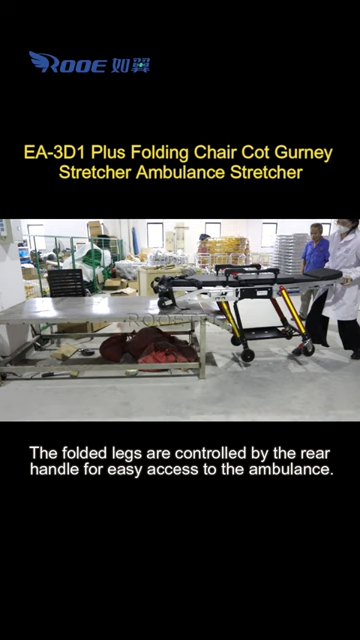 ROOE 如翼
EA-3D1 Plus Folding Chair Cot Gurney
Stretcher Ambulance Stretcher
ROOE
The folded legs are controlled by the rear
handle for easy access to the ambulance.